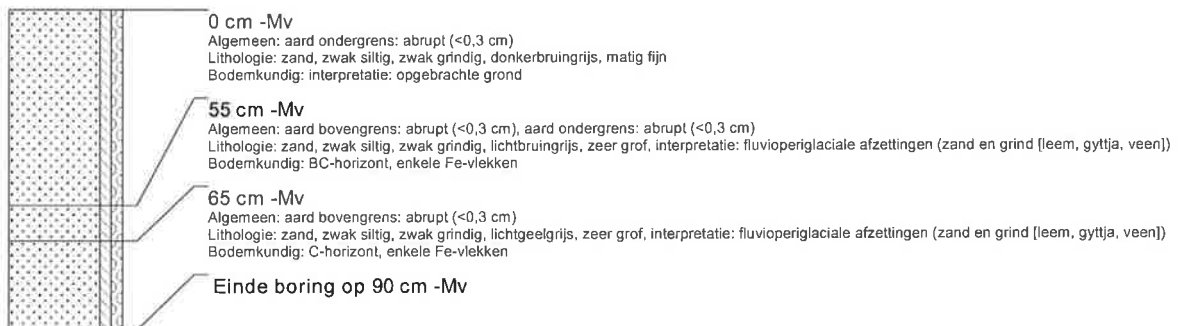 0 cm -Mv
Algemeen: aard ondergrens: abrupt (<0,3 cm)
Lithologie: zand, zwak siltig, zwak grindig, donkerbruingrijs, matig fijn
Bodemkundig: interpretatie: opgebrachte grond
55 cm -Mv
Algemeen: aard bovengrens: abrupt (<0,3 cm), aard ondergrens: abrupt (<0,3 cm)
Lithologie: zand, zwak siltig, zwak grindig, lichtbruingrijs, zeer grof, interpretatie: fluvioperiglaciale afzettingen (zand en grind [leem, gyttja, veen])
Bodemkundig: BC-horizont, enkele Fe-vlekken
65 cm -Mv
Algemeen: aard bovengrens: abrupt (<0,3 cm)
Lithologie: zand, zwak siltig, zwak grindig, lichtgeelgrijs, zeer grof, interpretatie: fluvioperiglaciale afzettingen (zand en grind [leem, gyttja, veen])
Bodemkundig: C-horizont, enkele Fe-vlekken
Einde boring op 90 cm -Mv